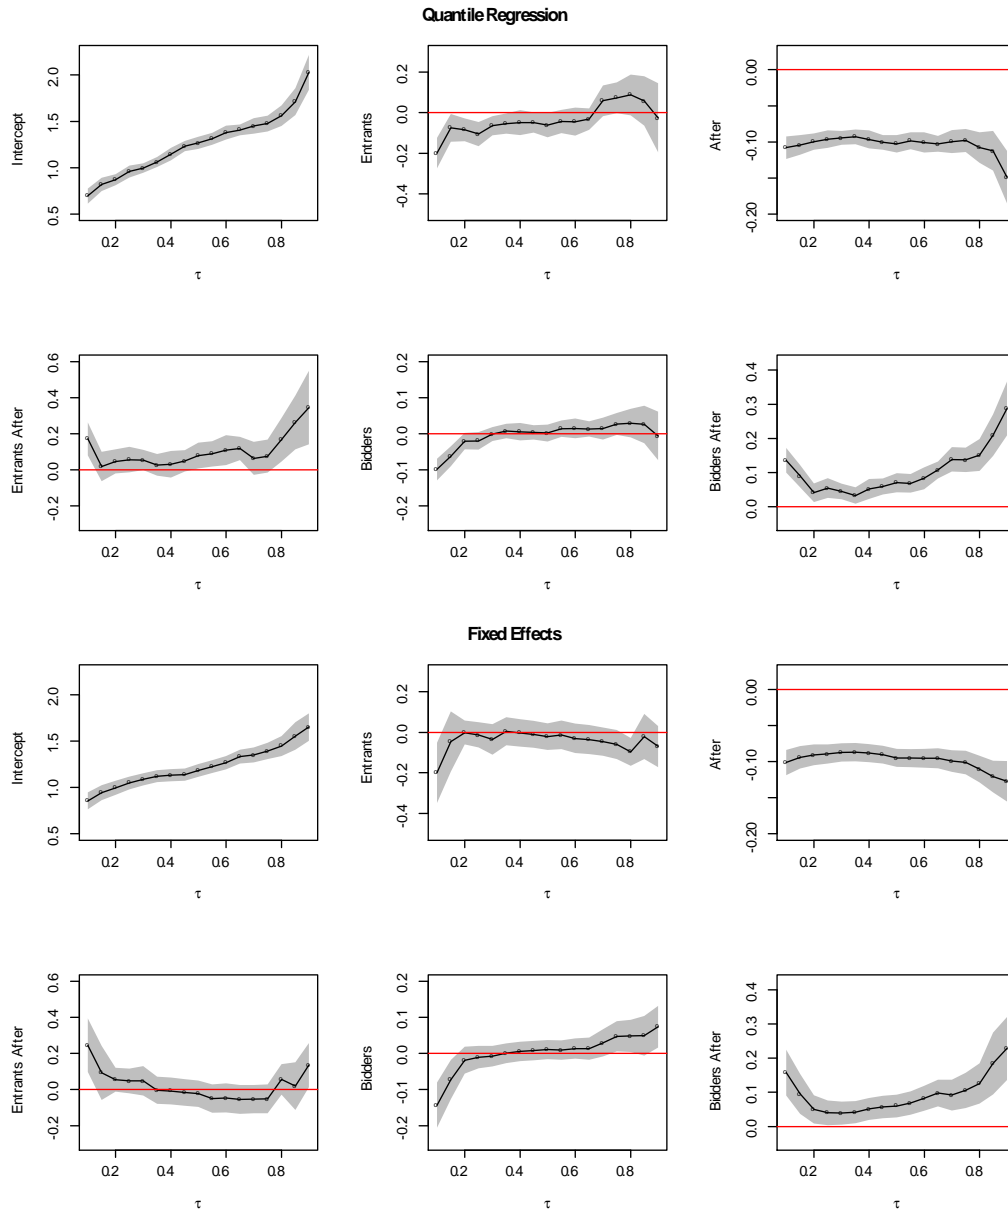 Quantile Regression
Intercept
0.5 1.0 1.5 2.0
0.2 0.4 0.6 0.8
τ
Entrants
-0.4 -0.2 0.0 0.2
0.2 0.4 0.6 0.8
τ
After
-0.20 -0.10 0.00
0.2 0.4 0.6 0.8
τ
Entrants After
-0.2 0.0 0.2 0.4 0.6
0.2 0.4 0.6 0.8
τ
Bidders
-0.2 -0.1 0.0 0.1 0.2
0.2 0.4 0.6 0.8
τ
Bidders After
0.0 0.1 0.2 0.3 0.4
0.2 0.4 0.6 0.8
τ
Fixed Effects
Intercept
0.5 1.0 1.5 2.0
0.2 0.4 0.6 0.8
τ
Entrants
-0.4 -0.2 0.0 0.2
0.2 0.4 0.6 0.8
τ
After
-0.20 -0.10 0.00
0.2 0.4 0.6 0.8
τ
Entrants After
-0.2 0.0 0.2 0.4 0.6
0.2 0.4 0.6 0.8
τ
Bidders
-0.2 -0.1 0.0 0.1 0.2
0.2 0.4 0.6 0.8
τ
Bidders After
0.0 0.1 0.2 0.3 0.4
0.2 0.4 0.6 0.8
τ